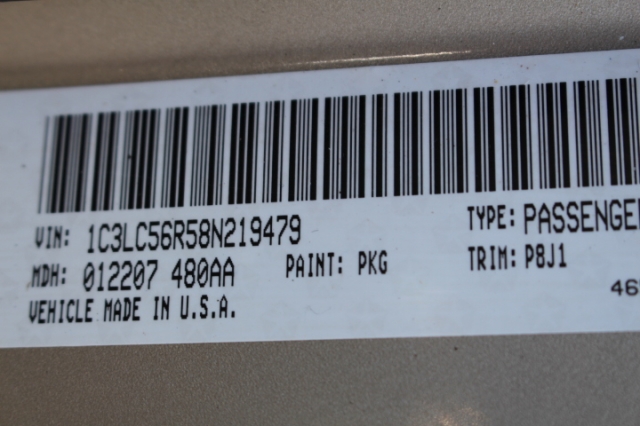 VIN: 1C3LC56R58N219479 TYPE: PASSENGE
MDH: 012207 480AA PAINT: PKG TRIM: P8J1
VEHICLE MADE IN U.S.A. 46